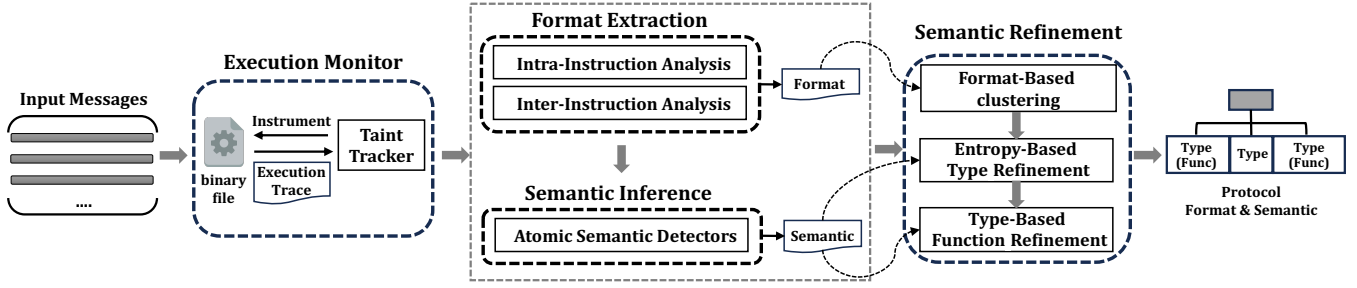 Input Messages
....
Execution Monitor
binary
file
Instrument
Execution
Trace
Taint
Tracker
Format Extraction
Intra-Instruction Analysis
Inter-Instruction Analysis
Format
Semantic Inference
Atomic Semantic Detectors
Semantic
Semantic Refinement
Format-Based
clustering
Entropy-Based
Type Refinement
Type-Based
Function Refinement
Type
(Func)
Type
Type
(Func)
Protocol
Format & Semantic